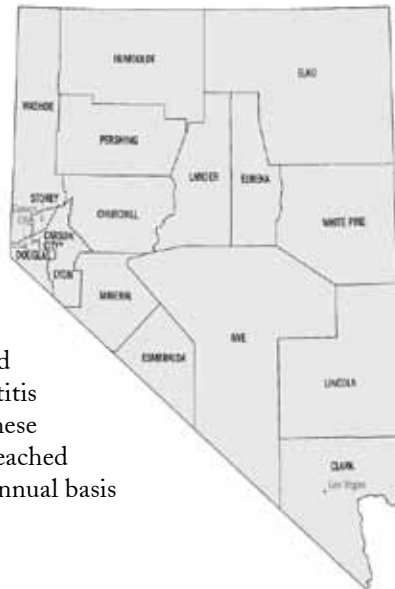 HUMBOLDT
ELKO
WASHOE
PERSHING
LANDER
EUREKA
STOREY
CHURCHILL
WHITE PINE
CARSON
CITY*
DOUGLAS
LYON
MINERAL
NYE
ESMERALDA
LINCOLN
CLARK
Las Vegas
d
titis
hese
eached
nnual basis